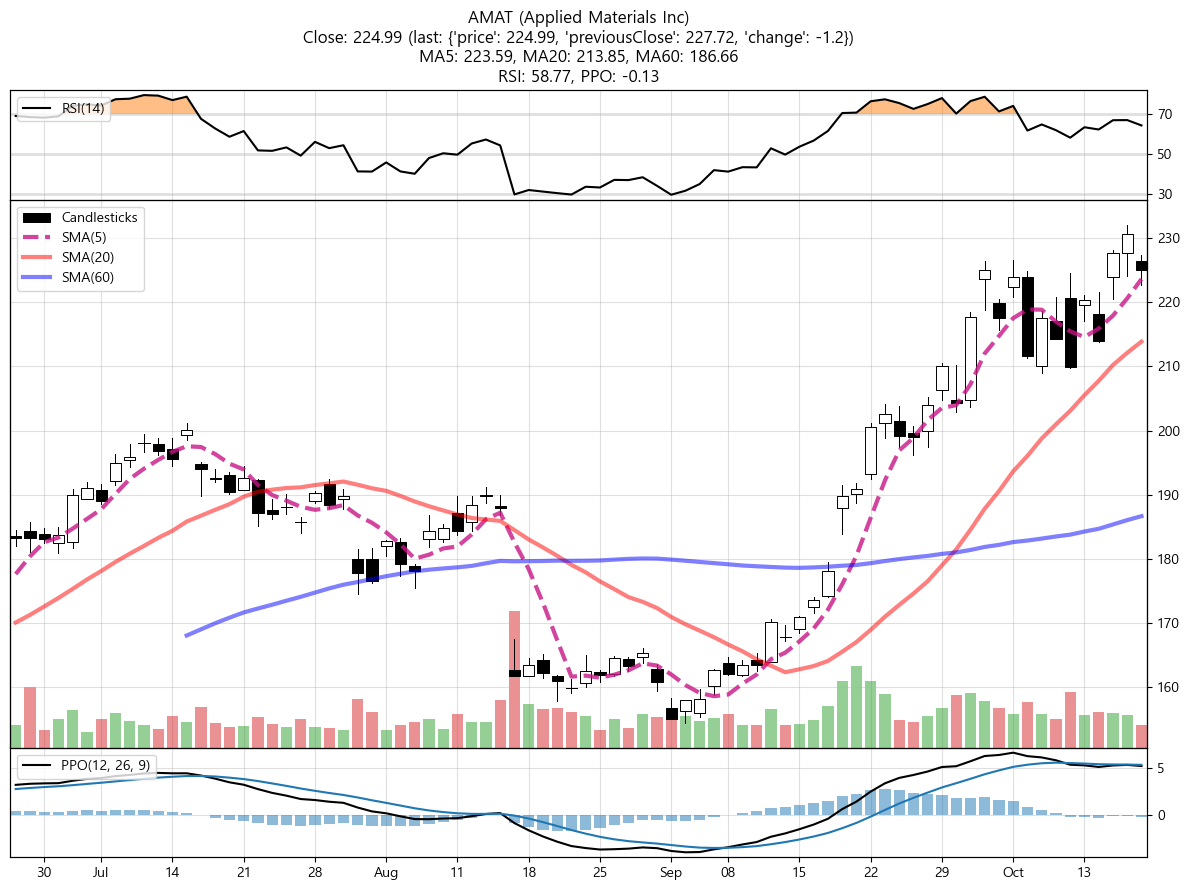 AMAT (Applied Materials Inc)
Close: 224.99 (last: {'price': 224.99, 'previousClose': 227.72, 'change': -1.2})
MA5: 223.59, MA20: 213.85, MA60: 186.66
RSI: 58.77, PPO: -0.13
RSI(14)
70
50
30
Candlesticks
SMA(5)
SMA(20)
SMA(60)
230
220
210
200
190
180
170
160
PPO(12, 26, 9)
5
0
30 Jul 14 21 28 Aug 11 18 25 Sep 08 15 22 29 Oct 13